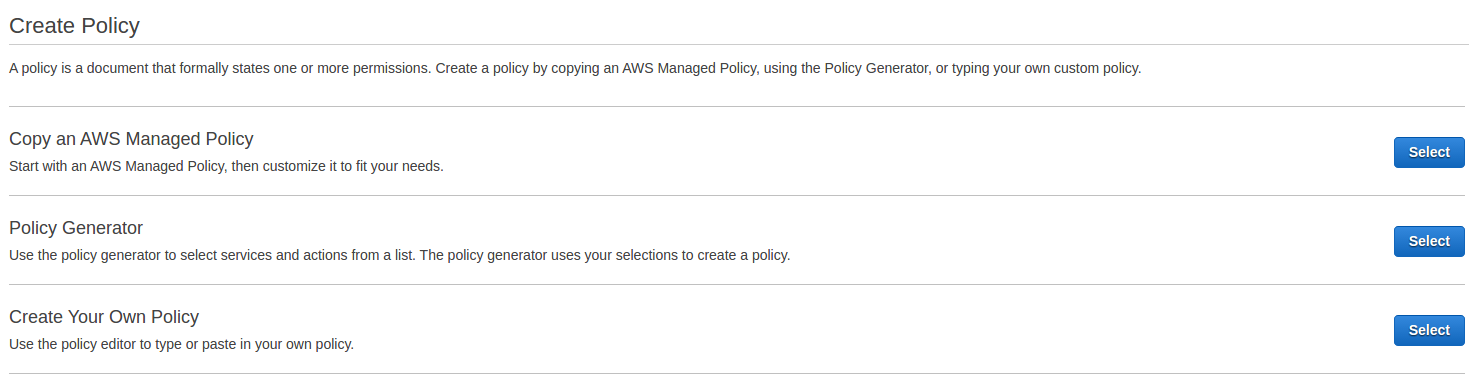 Create Policy
A policy is a document that formally states one or more permissions. Create a policy by copying an AWS Managed Policy, using the Policy Generator, or typing your own custom policy.
Copy an AWS Managed Policy
Start with an AWS Managed Policy, then customize it to fit your needs.
Select
Policy Generator
Use the policy generator to select services and actions from a list. The policy generator uses your selections to create a policy.
Select
Create Your Own Policy
Use the policy editor to type or paste in your own policy.
Select